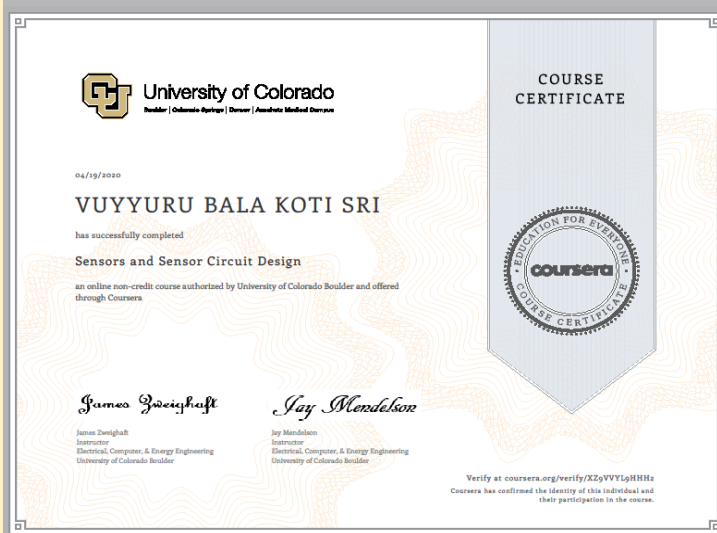 University of Colorado
Boulder | Colorado Springs | Denver | Anschutz Medical Campus
COURSE
CERTIFICATE
04/19/2020
VUYYURU BALA KOTI SRI
has successfully completed
Sensors and Sensor Circuit Design
an online non-credit course authorized by University of Colorado Boulder and offered
through Coursera
EDUCATION FOR EVERYONE
coursera
COURSE CERTIFICATE
James Zweighaft
James Zweighaft
Instructor
Electrical, Computer, & Energy Engineering
University of Colorado Boulder
Jay Mendelson
Jay Mendelson
Instructor
Electrical, Computer, & Energy Engineering
University of Colorado Boulder
Verify at coursera.org/verify/XZ9VVYL9HHH2
Coursera has confirmed the identity of this individual and
their participation in the course.